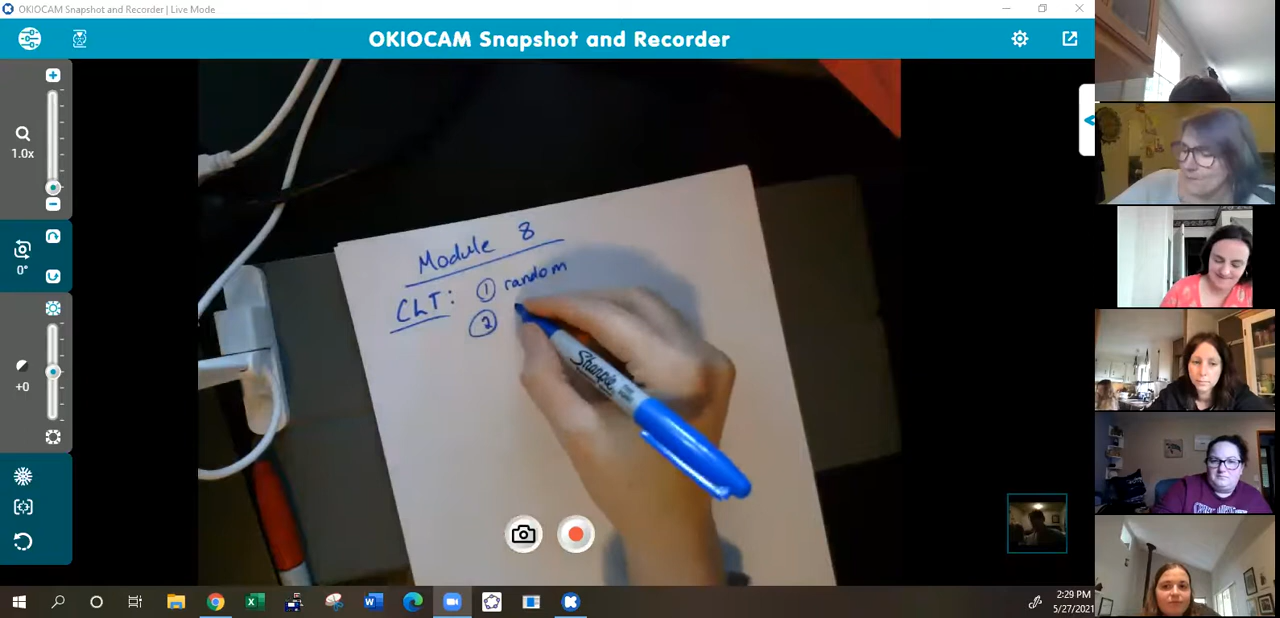 OKIOCAM Snapshot and Recorder | Live Mode
OKIOCAM Snapshot and Recorder
1.0x
0°
+0
Module 8
CLT: ① random
②
Sharpie
2:29 PM
5/27/2021